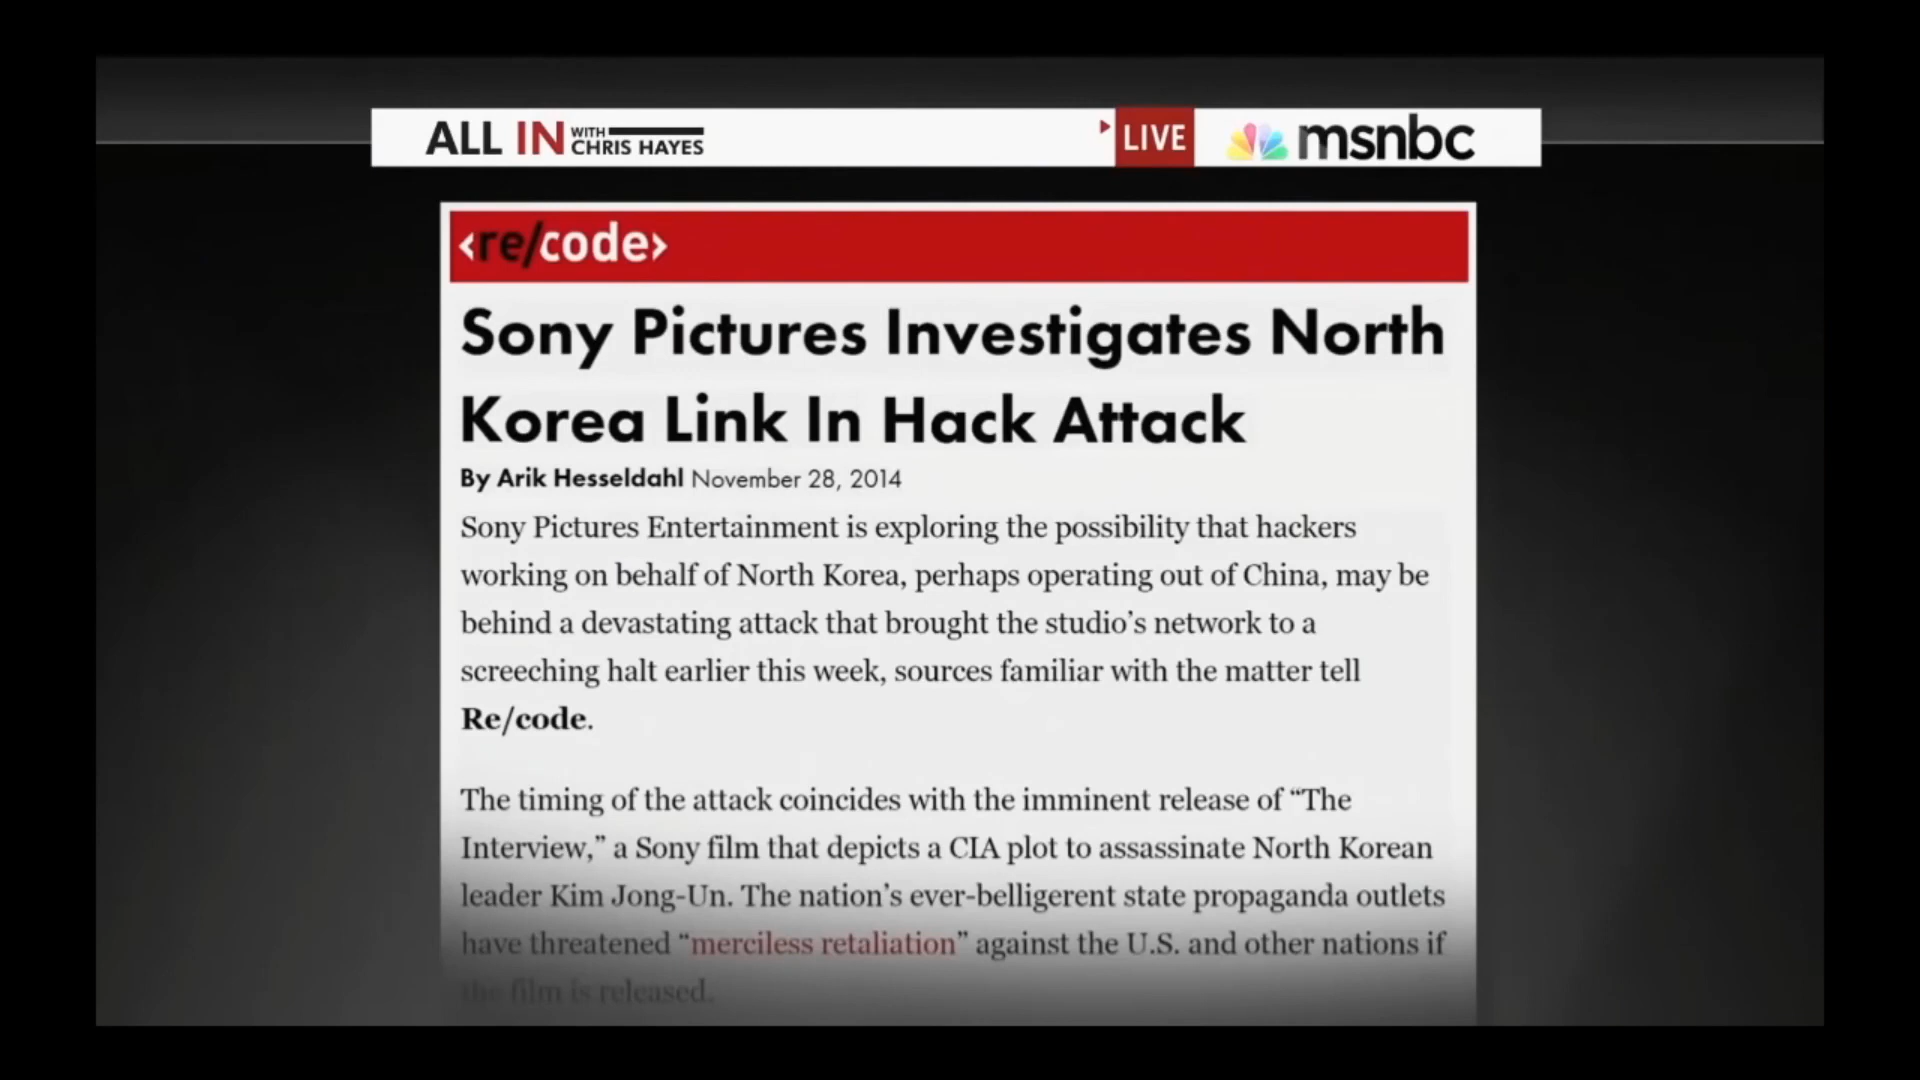 ALL IN WITH CHRIS HAYES
LIVE
msnbc
<re/code>
Sony Pictures Investigates North
Korea Link In Hack Attack
By Arik Hesseldahl November 28, 2014
Sony Pictures Entertainment is exploring the possibility that hackers
working on behalf of North Korea, perhaps operating out of China, may be
behind a devastating attack that brought the studio’s network to a
screeching halt earlier this week, sources familiar with the matter tell
Re/code.
The timing of the attack coincides with the imminent release of “The
Interview,” a Sony film that depicts a CIA plot to assassinate North Korean
leader Kim Jong-Un. The nation’s ever-belligerent state propaganda outlets
have threatened “merciless retaliation” against the U.S. and other nations if
the film is released.